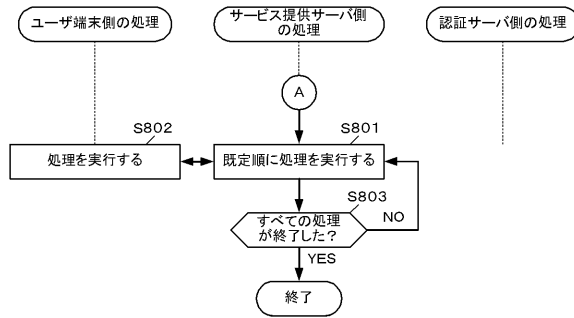 ユーザ端末側の処理
サービス提供サーバ側
の処理
認証サーバ側の処理
A
S802
S801
処理を実行する
既定順に処理を実行する
S803
すべての処理
が終了した?
NO
YES
終了